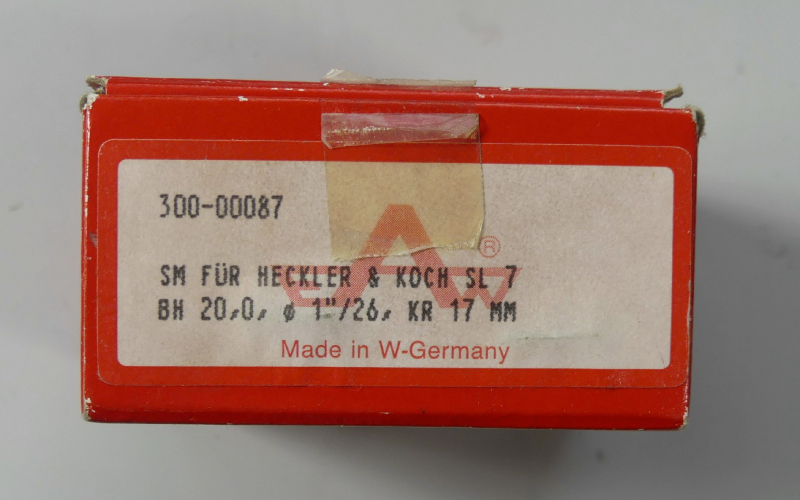 300-00087
EAW ®
SM FÜR HECKLER & KOCH SL 7
BH 20,0, ø 1"/26, KR 17 MM
Made in W-Germany